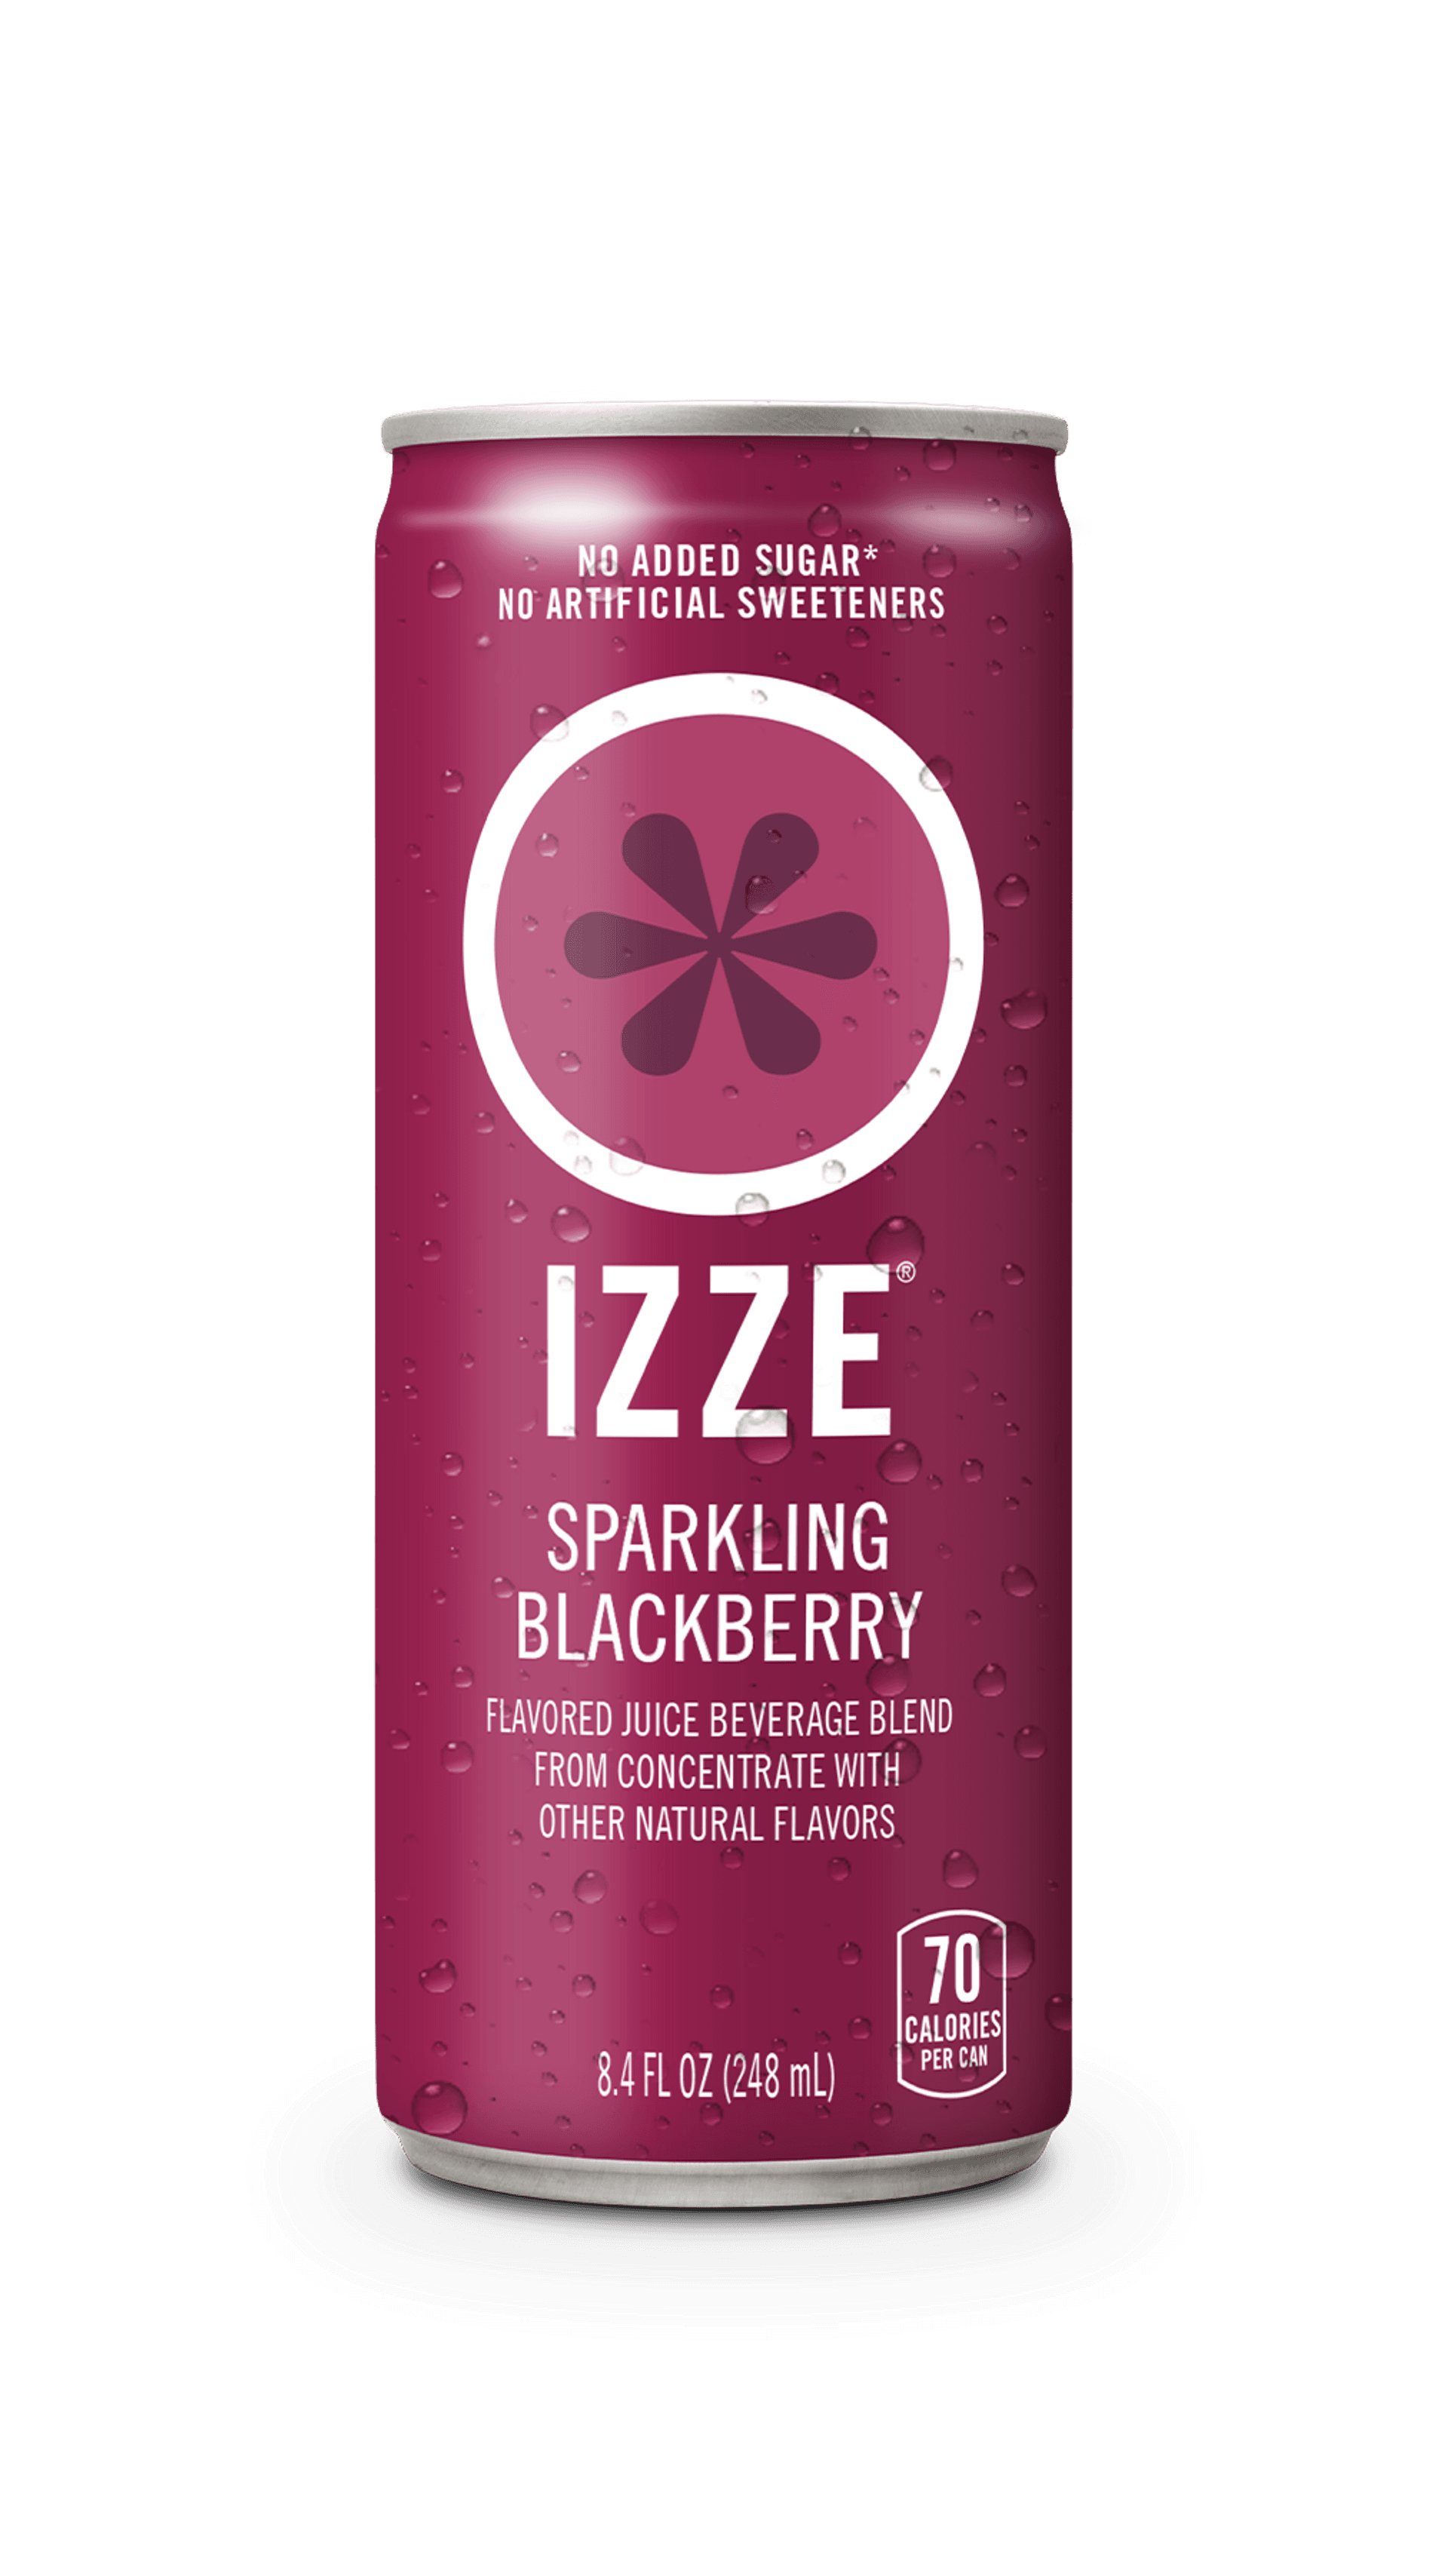 NO ADDED SUGAR*
NO ARTIFICIAL SWEETENERS
IZZE®
SPARKLING
BLACKBERRY
FLAVORED JUICE BEVERAGE BLEND
FROM CONCENTRATE WITH
OTHER NATURAL FLAVORS
70
CALORIES
PER CAN
8.4 FL OZ (248 mL)